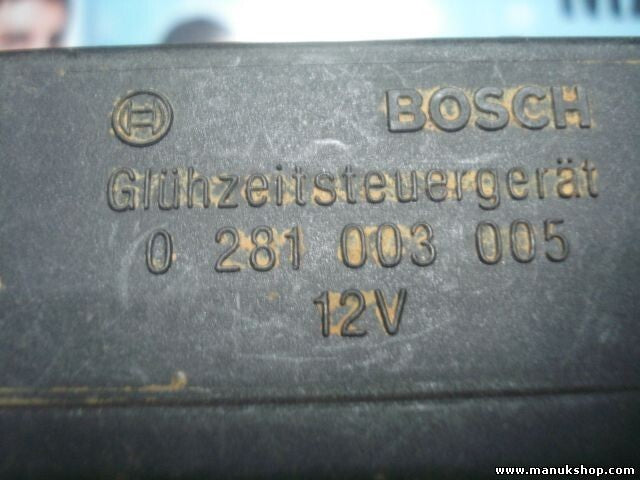 BOSCH
Glühzeitsteuergerät
0 281 003 005
12V
www.manukshop.com